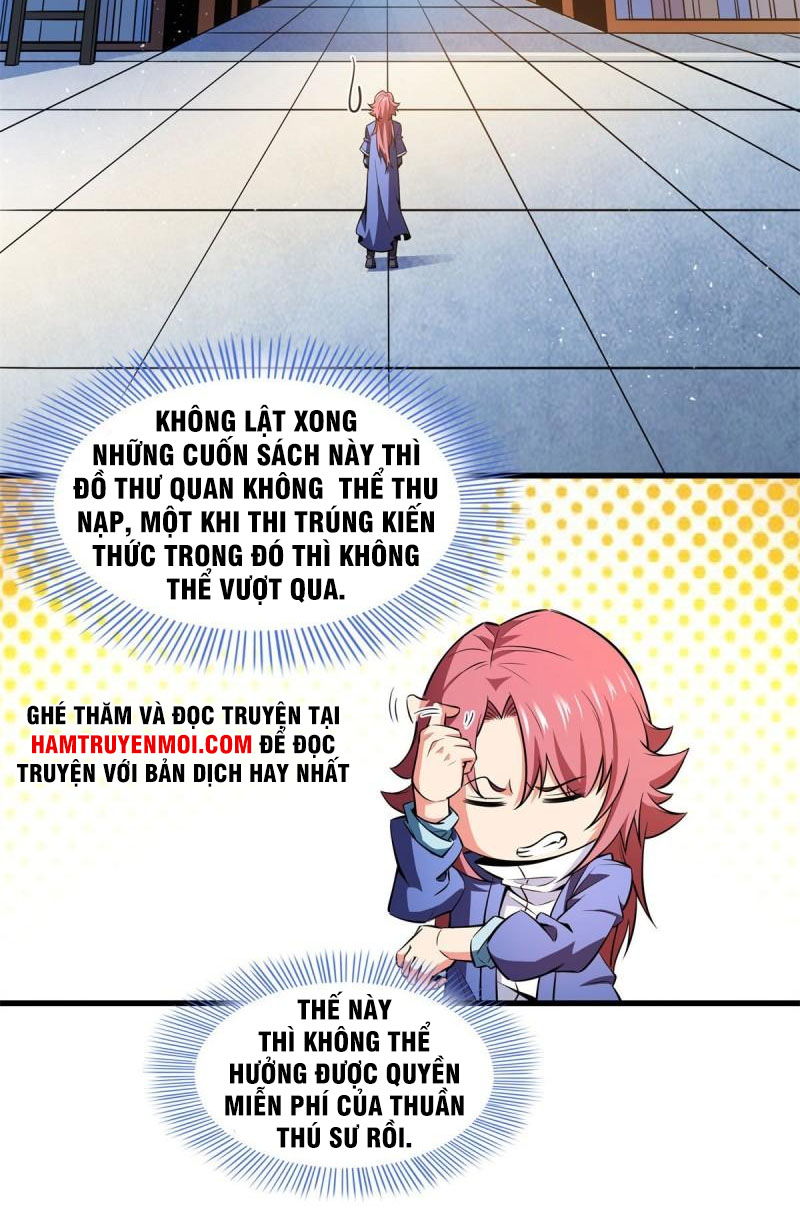 KHÔNG LẬT XONG
NHỮNG CUỐN SÁCH NÀY THÌ
ĐỒ THƯ QUAN KHÔNG THỂ THU
NẠP, MỘT KHI THI TRÚNG KIẾN
THỨC TRONG ĐÓ THÌ KHÔNG
THỂ VƯỢT QUA.
GHÉ THĂM VÀ ĐỌC TRUYỆN TẠI
HAMTRUYENMOI.COM ĐỂ ĐỌC
TRUYỆN VỚI BẢN DỊCH HAY NHẤT
THẾ NÀY
THÌ KHÔNG THỂ
HƯỞNG ĐƯỢC QUYỀN
MIỄN PHÍ CỦA THUẦN
THÚ SƯ RỒI.